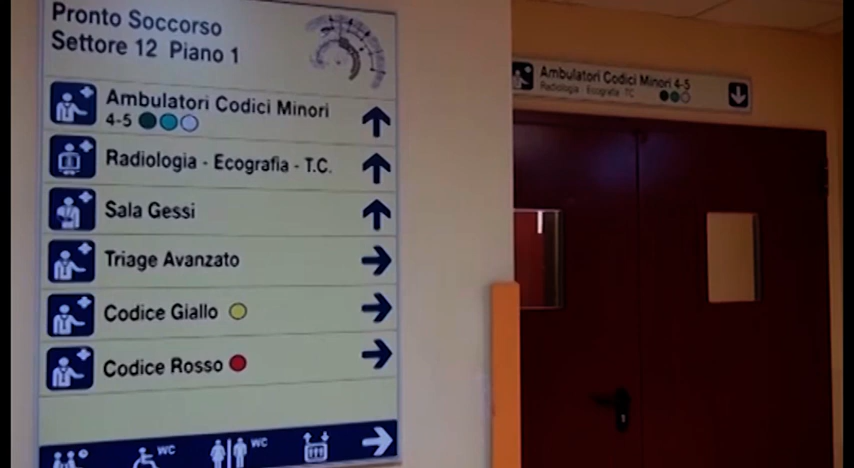 Pronto Soccorso
Settore 12 Piano 1
Ambulatori Codici Minori
4-5
Radiologia - Ecografia - T.C.
Sala Gessi
Triage Avanzato
Codice Giallo
Codice Rosso
WC
WC
Ambulatori Codici Minori 4-5
Radiologia - Ecografia - TC